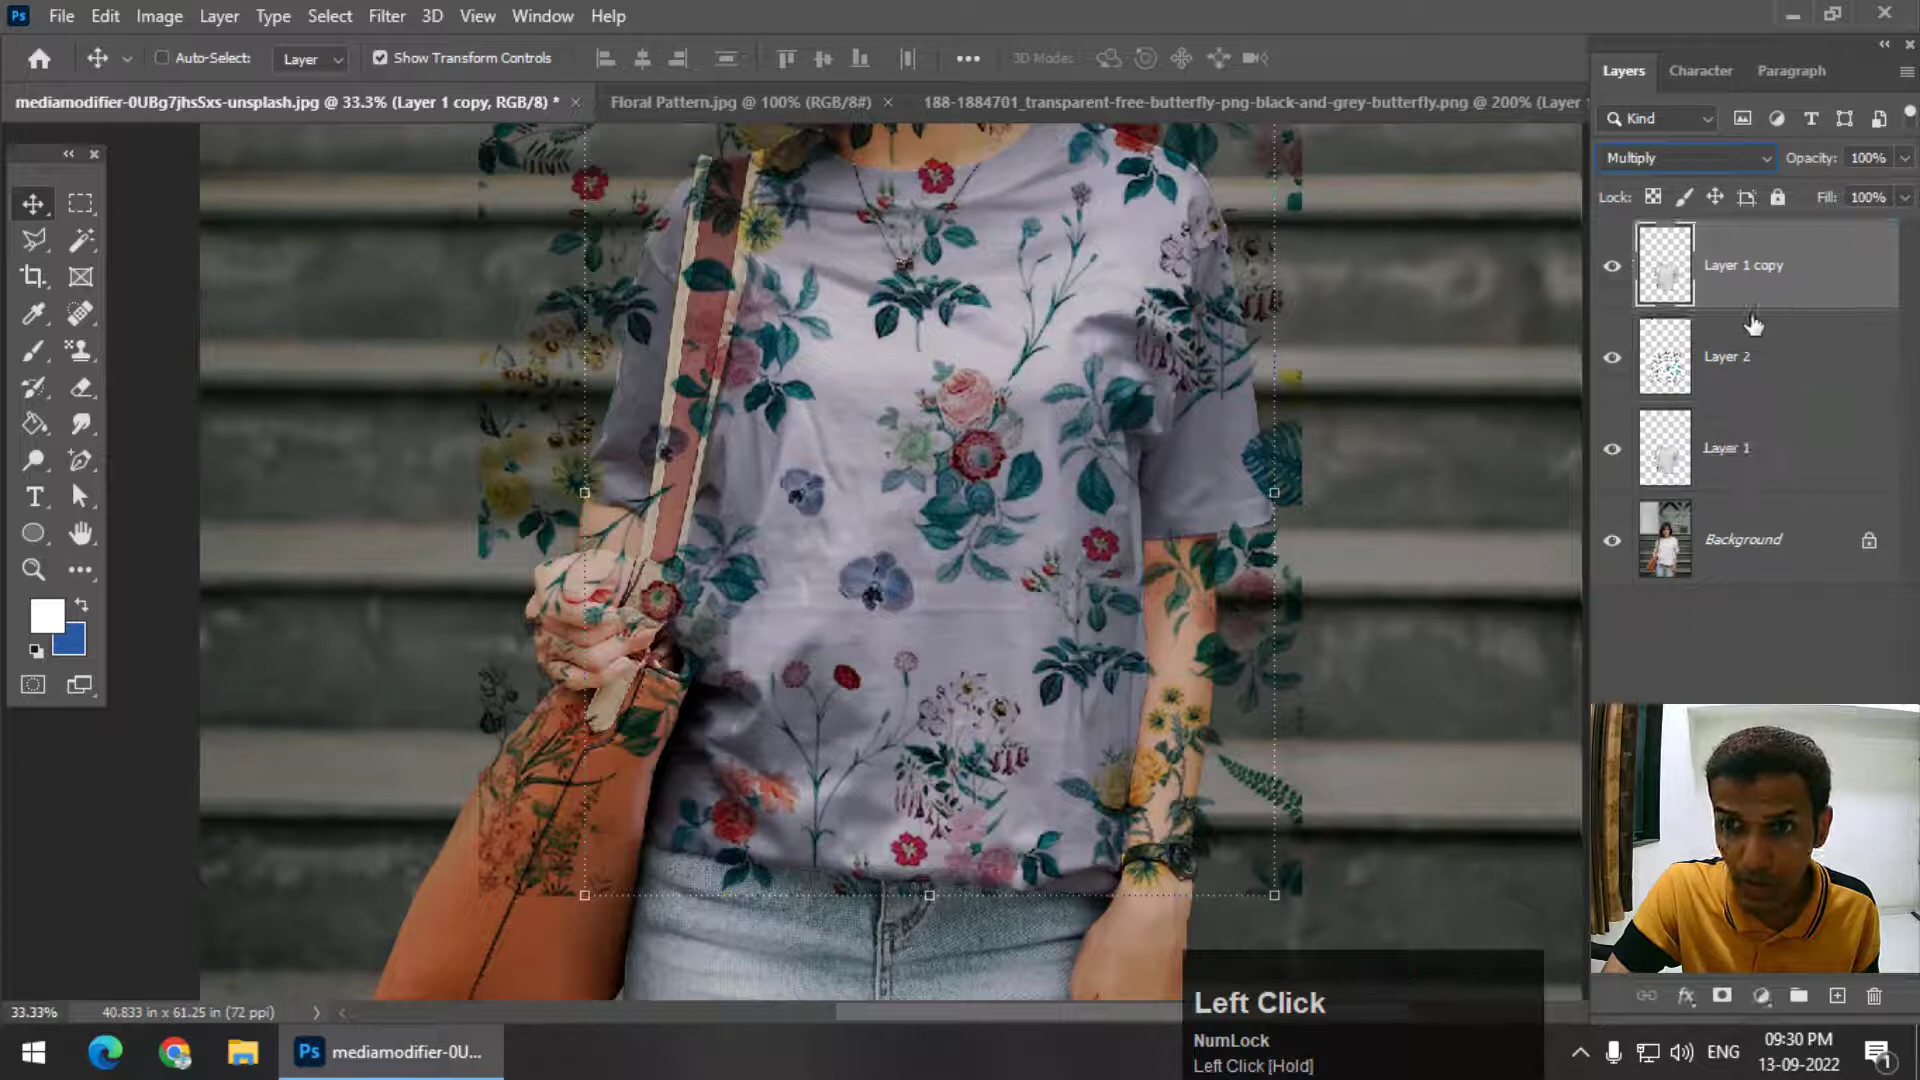 Ps File Edit Image Layer Type Select Filter 3D View Window Help
Auto-Select: Layer Show Transform Controls 3D Mode:
mediamodifier-0UBg7jhsSxs-unsplash.jpg @ 33.3% (Layer 1 copy, RGB/8) * Floral Pattern.jpg @ 100% (RGB/8#) 188-1884701_transparent-free-butterfly-png-black-and-grey-butterfly.png @ 200% (Layer
Layers Character Paragraph
Kind
Multiply Opacity: 100%
Lock: Fill: 100%
Layer 1 copy
Layer 2
Layer 1
Background
33.33% 40.833 in x 61.25 in (72 ppi)
Left Click
NumLock
Left Click [Hold]
Ps mediamodifier-0U...
ENG
09:30 PM
13-09-2022
1